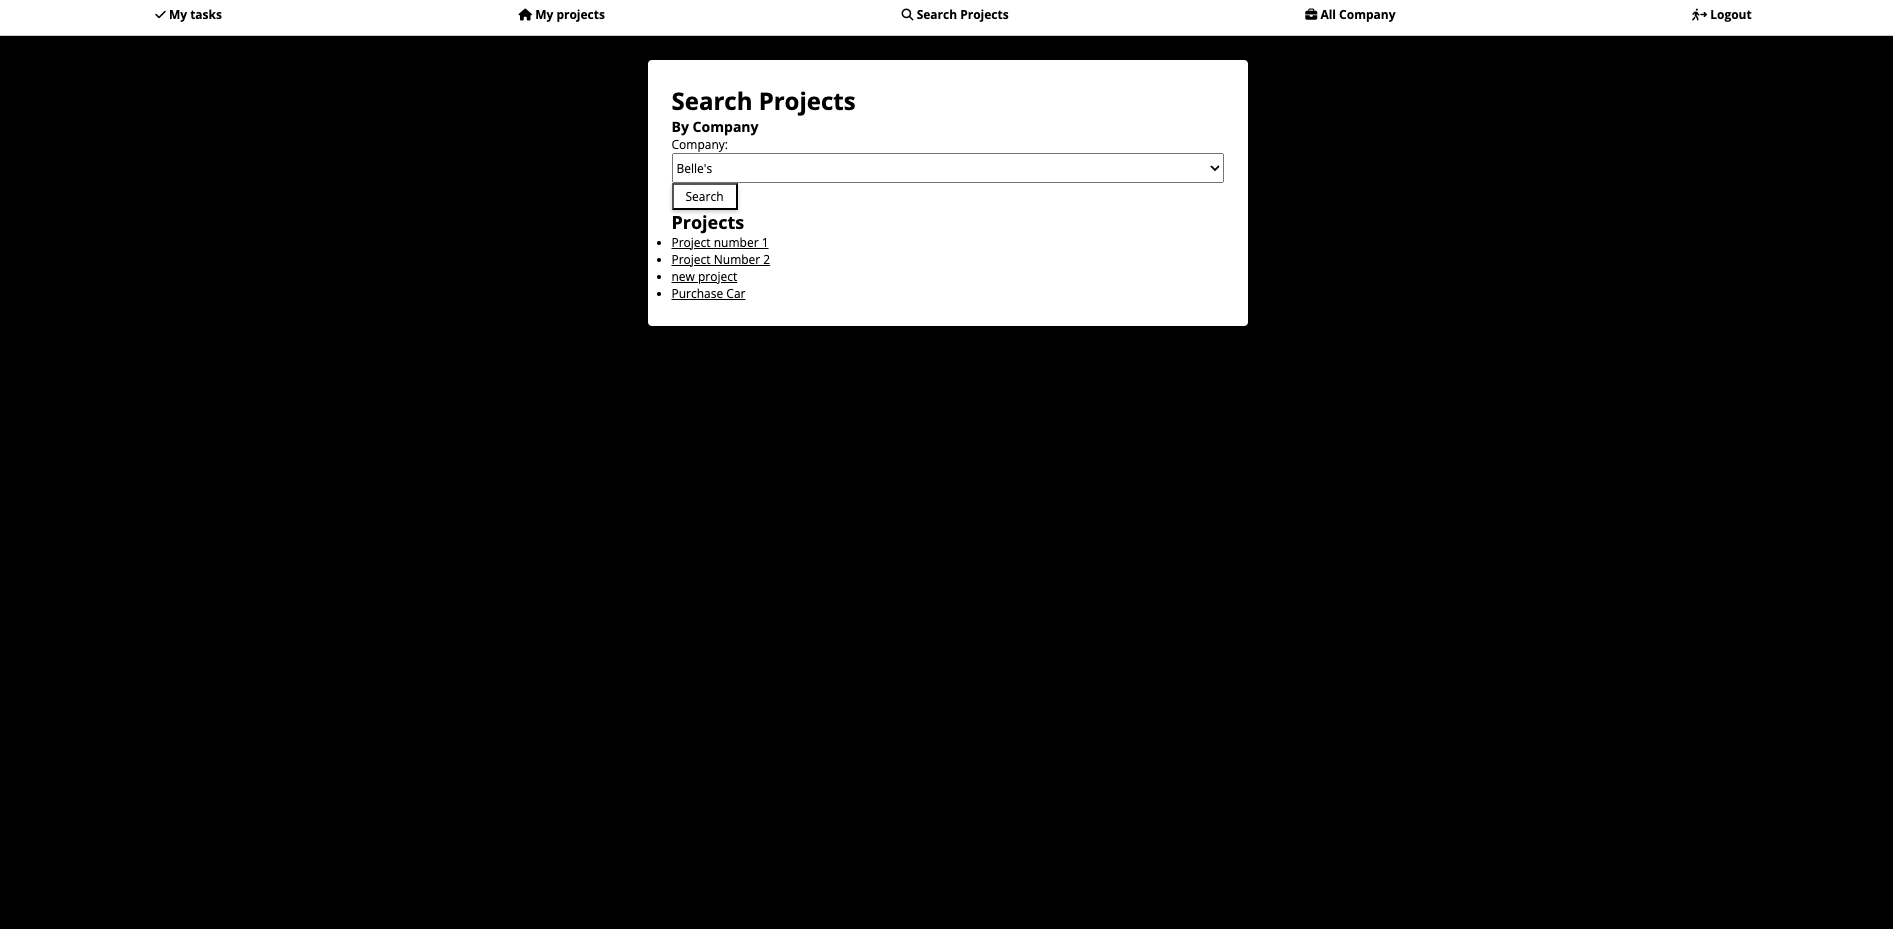 My tasks
My projects
Search Projects
All Company
Logout
Search Projects
By Company
Company:
Belle's
Search
Projects
Project number 1
Project Number 2
new project
Purchase Car